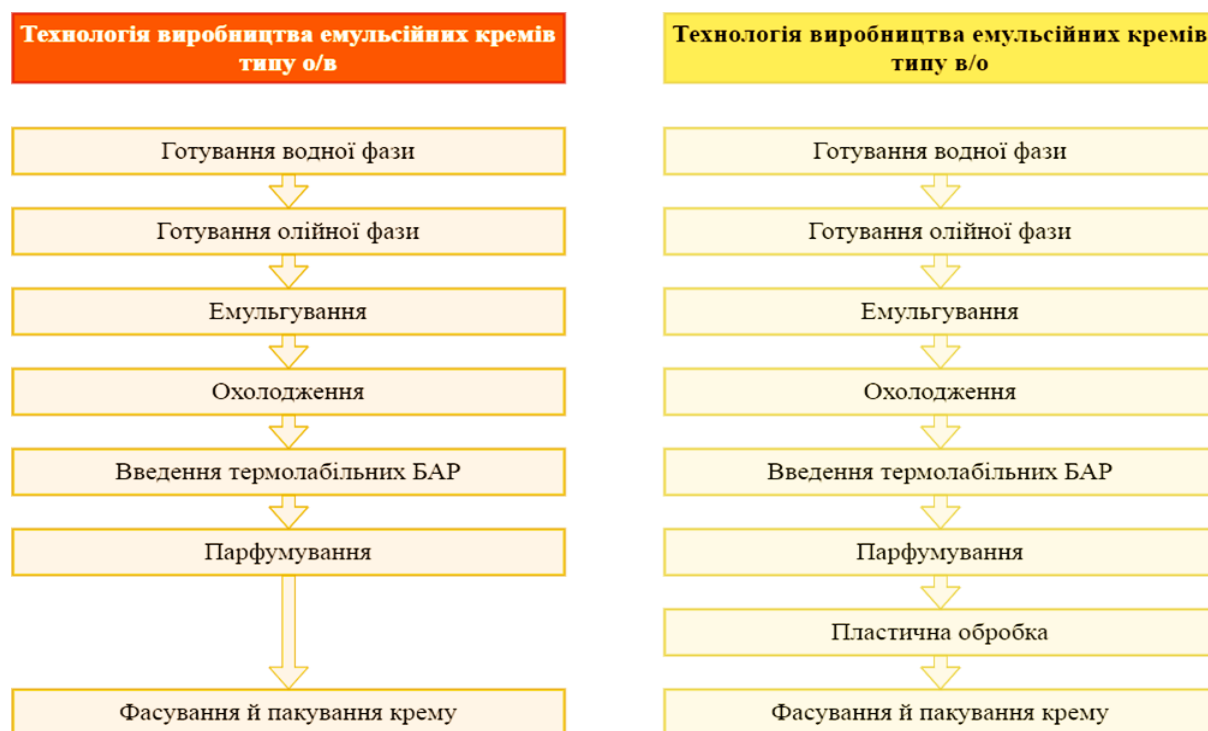 Технологія виробництва емульсійних кремів
типу о/в
Готування водної фази
Готування олійної фази
Емульгування
Охолодження
Введення термолабільних БАР
Парфумування
Фасування й пакування крему
Технологія виробництва емульсійних кремів
типу в/о
Готування водної фази
Готування олійної фази
Емульгування
Охолодження
Введення термолабільних БАР
Парфумування
Пластична обробка
Фасування й пакування крему